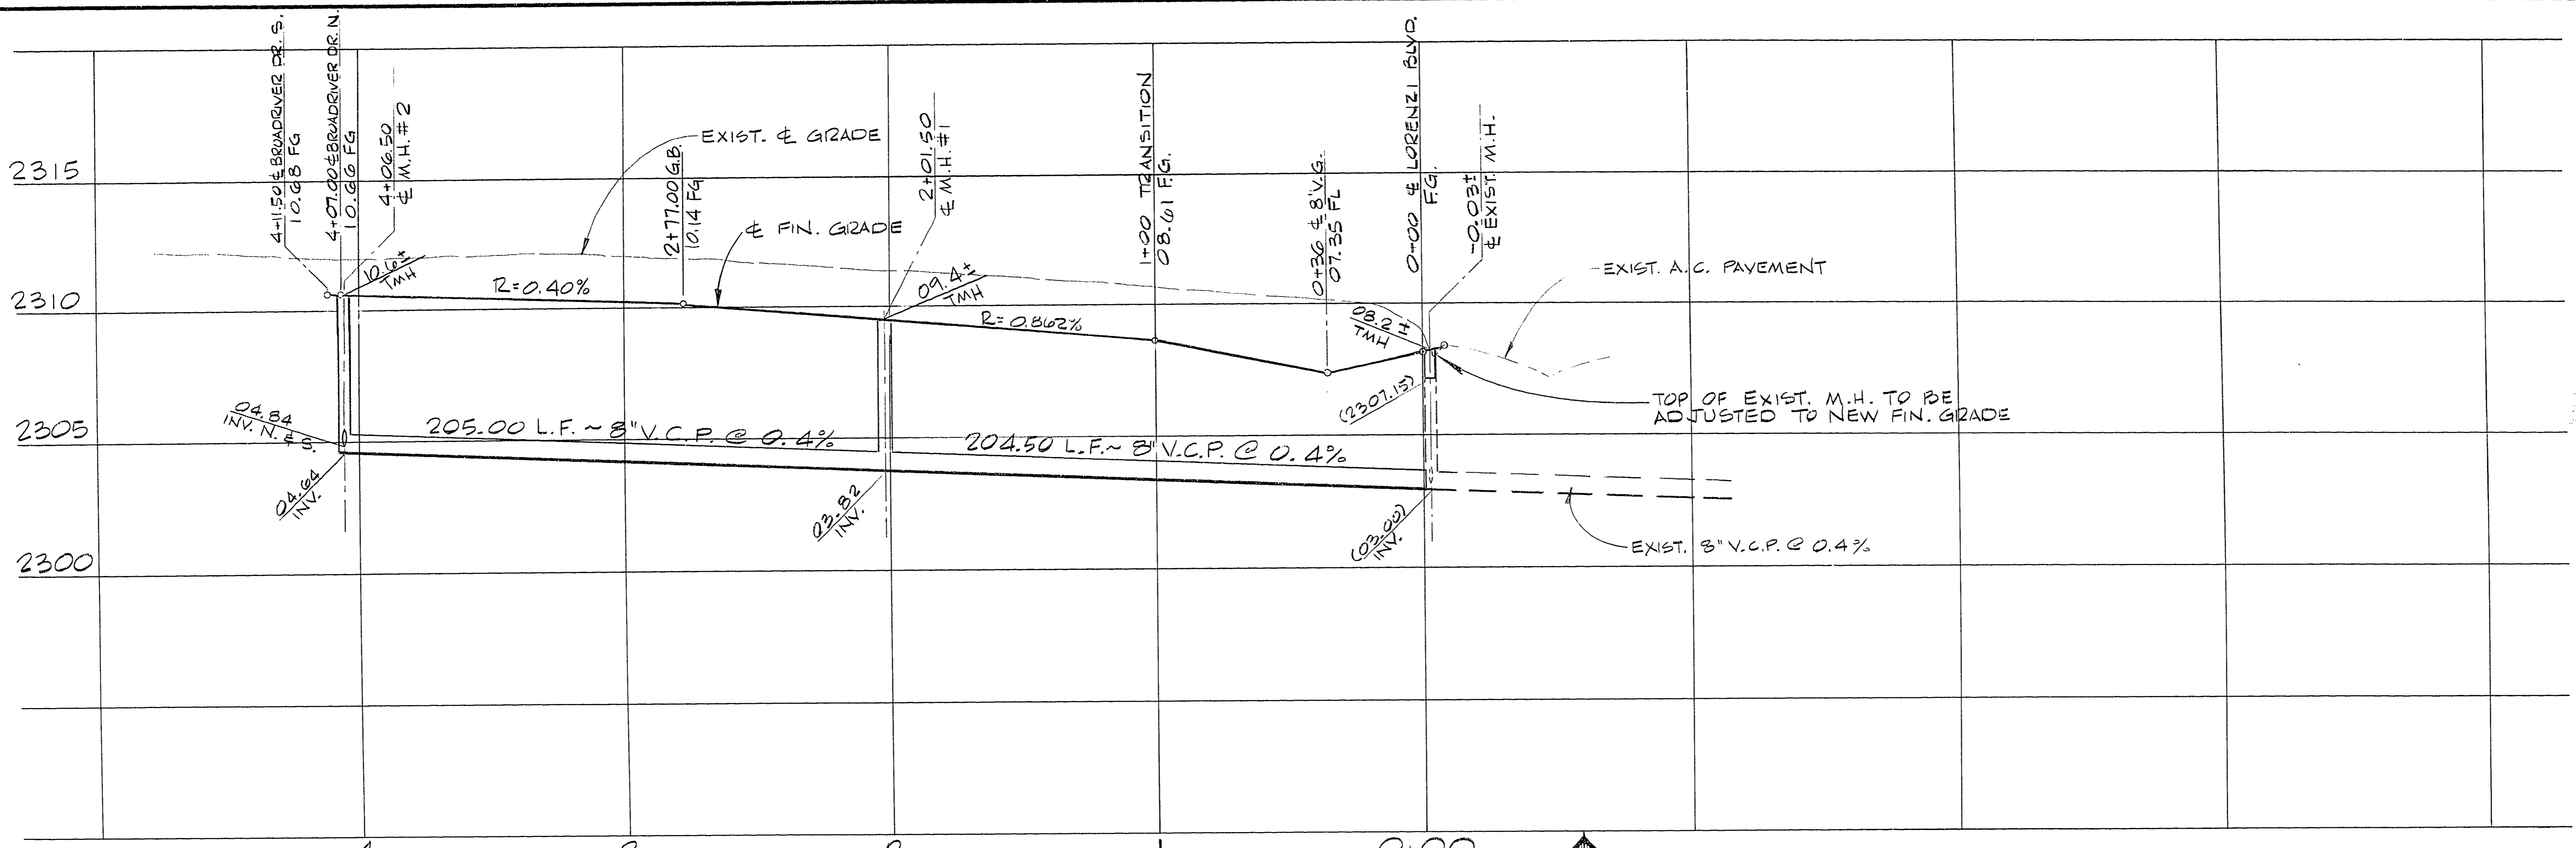 4+11.50 ℄ BROADRIVER DR. S.
10.68 FG
4+07.00 ℄ BROADRIVER DR. N.
10.66 FG
4+06.50
℄ M.H. #2
EXIST. ℄ GRADE
2+77.00 G.B.
10.14 FG
℄ FIN. GRADE
2+01.50
℄ M.H. #1
1+00 TRANSITION
08.61 F.G.
0+36 ℄ 8' V.G.
07.35 FL
0+00 ℄ LORENZI BLVD.
F.G.
-0.03±
℄ EXIST. M.H.
EXIST. A.C. PAVEMENT
2315
2310
2305
2300
10.6±
TMH
R=0.40%
09.4±
TMH
R=0.862%
08.2±
TMH
(2307.15)
TOP OF EXIST. M.H. TO BE
ADJUSTED TO NEW FIN. GRADE
04.84
INV. N. & S.
205.00 L.F. ~ 8" V.C.P. @ 0.4%
204.50 L.F. ~ 8" V.C.P. @ 0.4%
04.64
INV.
03.82
INV.
(03.00)
INV.
EXIST. 8" V.C.P. @ 0.4%